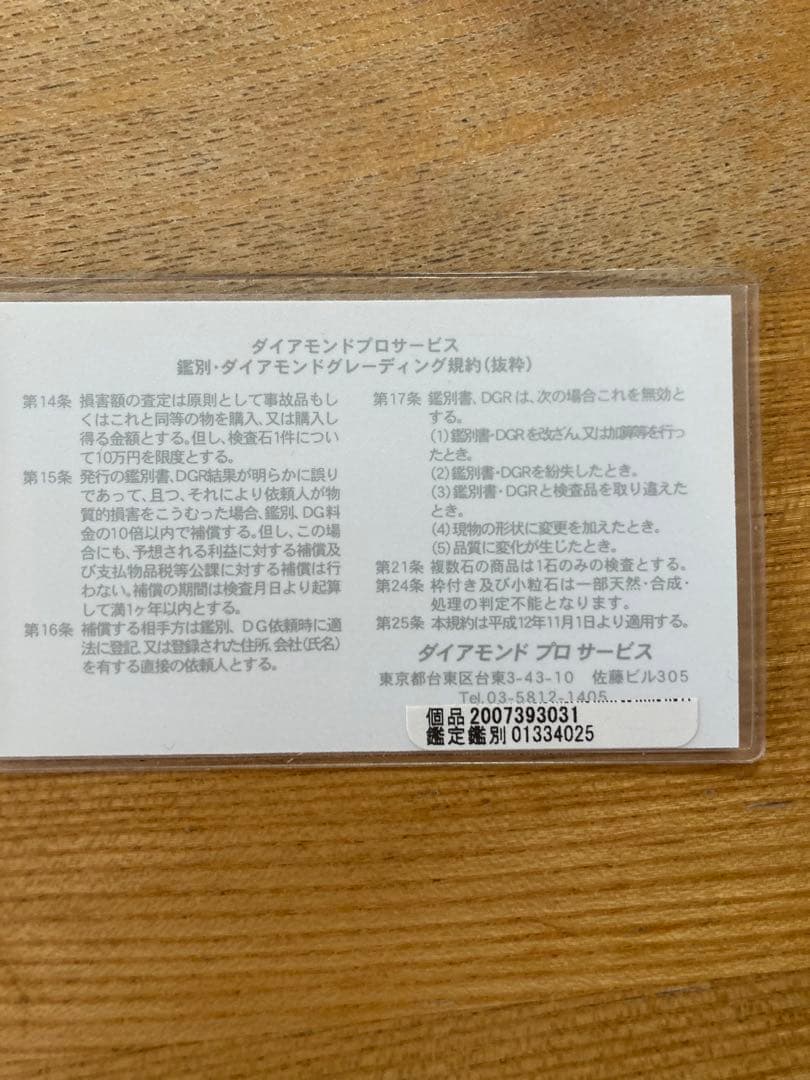 ダイアモンドプロサービス
鑑別・ダイアモンドグレーディング規約(抜粋)
第14条 損害額の査定は原則として事故品もし
くはこれと同等の物を購入、又は購入し
得る金額とする。但し、検査石1件につい
て10万円を限度とする。
第15条 発行の鑑別書、DGR結果が明らかに誤り
であって、且つ、それにより依頼人が物
質的損害をこうむった場合、鑑別、DG料
金の10倍以内で補償する。但し、この場
合にも、予想される利益に対する補償及
び支払物品税等公課に対する補償は行
わない。補償の期間は検査月日より起算
して満1ヶ年以内とする。
第16条 補償する相手方は鑑別、DG依頼時に適
法に登記、又は登録された住所、会社(氏名)
を有する直接の依頼人とする。
第17条 鑑別書、DGRは、次の場合これを無効と
する。
(1)鑑別書・DGRを改ざん、又は加算等を行っ
たとき。
(2)鑑別書・DGRを紛失したとき。
(3)鑑別書・DGRと検査品を取り違えた
とき。
(4)現物の形状に変更を加えたとき。
(5)品質に変化が生じたとき。
第21条 複数石の商品は1石のみの検査とする。
第24条 枠付き及び小粒石は一部天然・合成・
処理の判定不能となります。
第25条 本規約は平成12年11月1日より適用する。
ダイアモンド プロ サービス
東京都台東区台東3-43-10 佐藤ビル305
Tel.03-5812-1405
個品 2007393031
鑑定鑑別 01334025